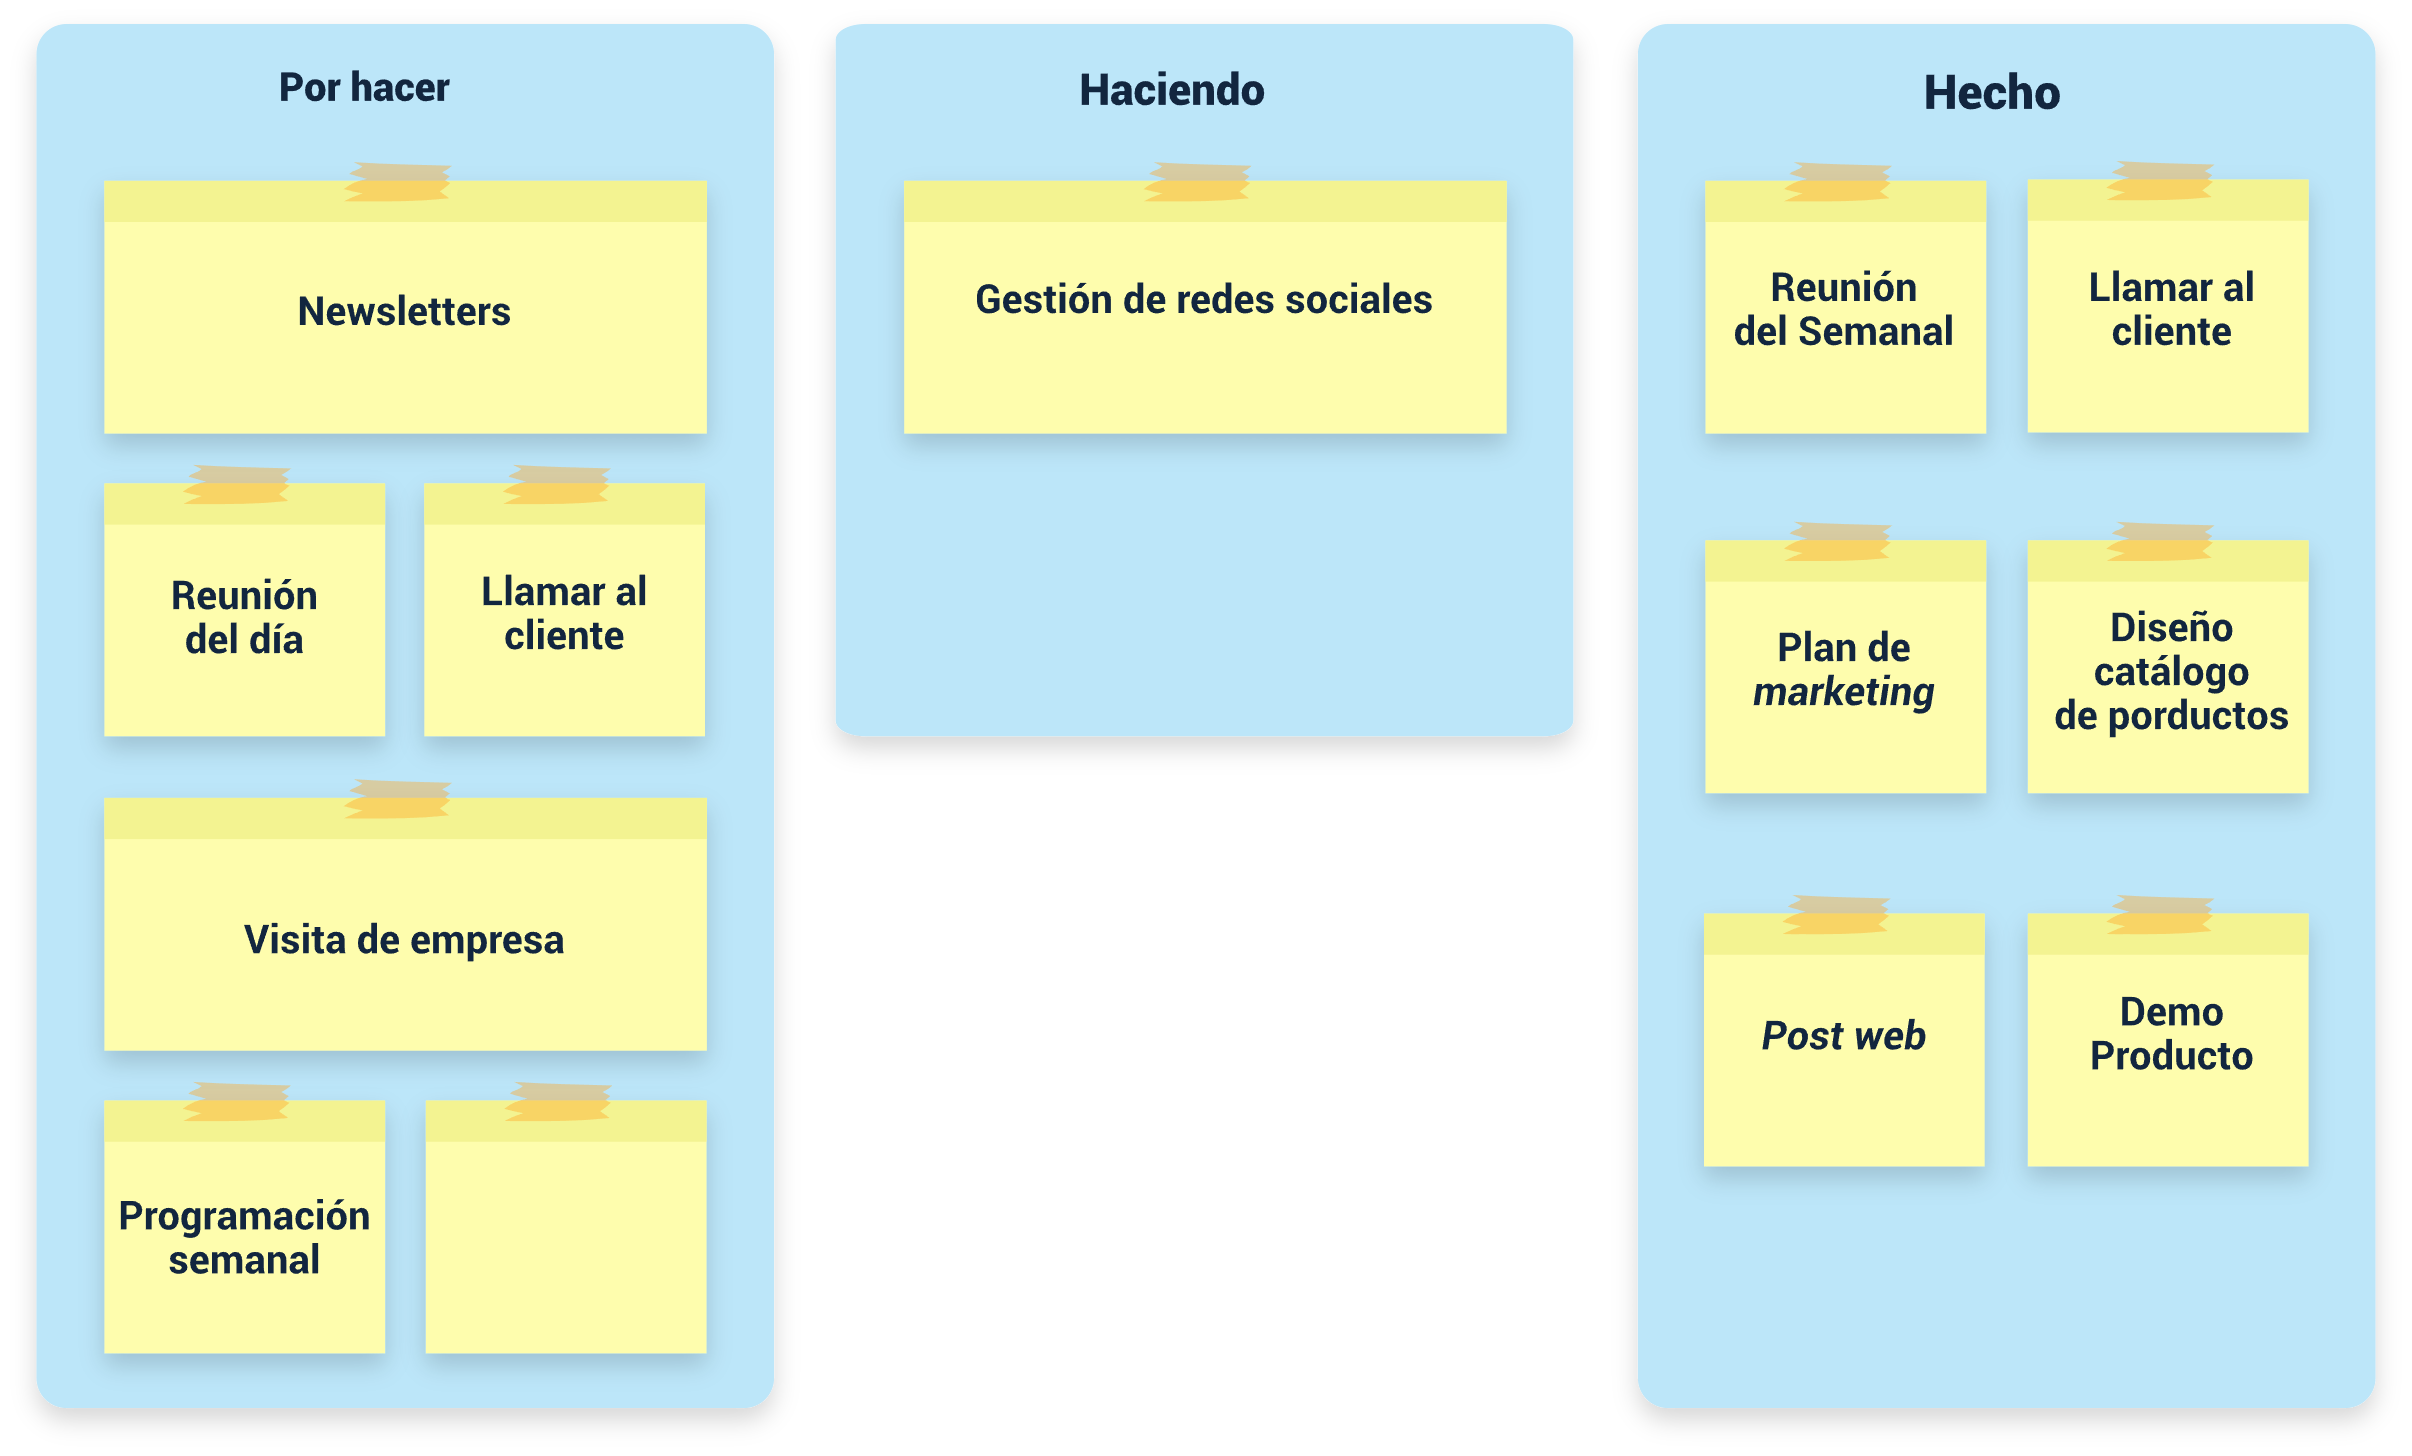 Por hacer
Newsletters
Reunión
del día
Llamar al
cliente
Visita de empresa
Programación
semanal
Haciendo
Gestión de redes sociales
Hecho
Reunión
del Semanal
Llamar al
cliente
Plan de
marketing
Diseño
catálogo
de porductos
Post web
Demo
Producto